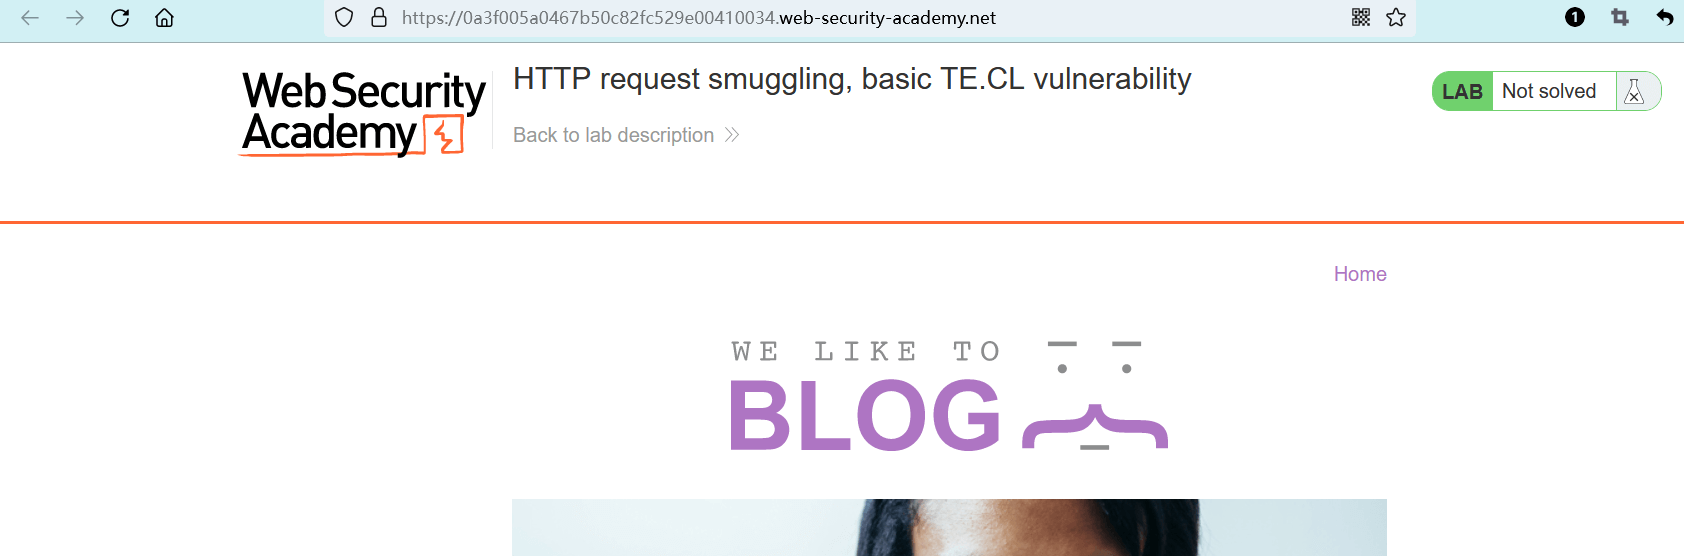 https://0a3f005a0467b50c82fc529e00410034.web-security-academy.net
1
Web Security
Academy
HTTP request smuggling, basic TE.CL vulnerability
Back to lab description
LAB Not solved
Home
WE LIKE TO
BLOG